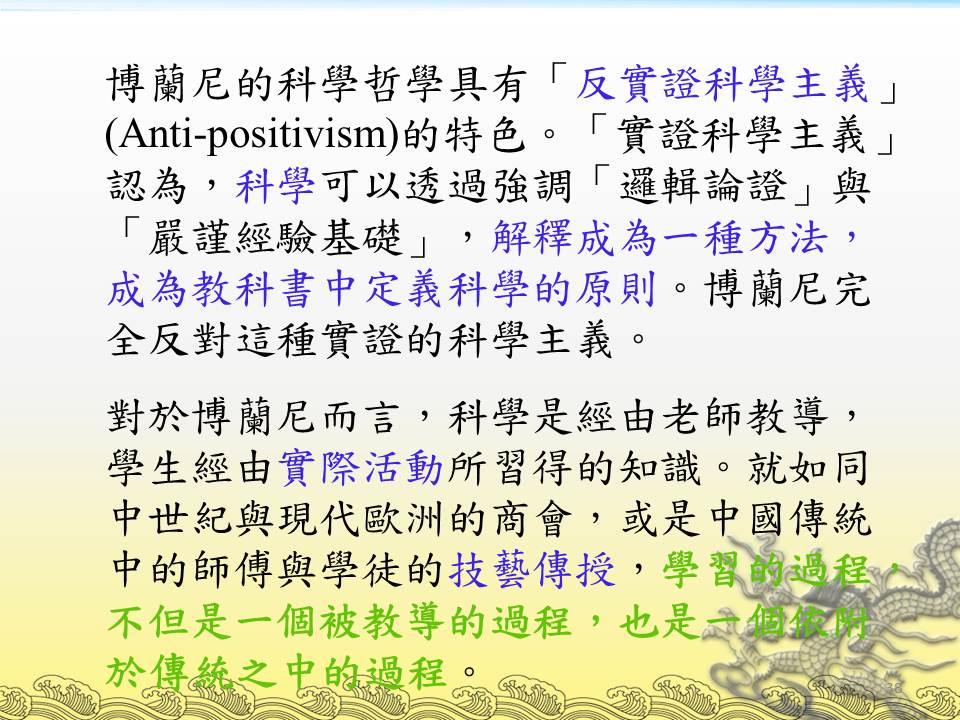 博蘭尼的科學哲學具有「反實證科學主義」
(Anti-positivism)的特色。「實證科學主義」
認為，科學可以透過強調「邏輯論證」與
「嚴謹經驗基礎」，解釋成為一種方法，
成為教科書中定義科學的原則。博蘭尼完
全反對這種實證的科學主義。
對於博蘭尼而言，科學是經由老師教導，
學生經由實際活動所習得的知識。就如同
中世紀與現代歐洲的商會，或是中國傳統
中的師傅與學徒的技藝傳授，學習的過程，
不但是一個被教導的過程，也是一個依附
於傳統之中的過程。
38